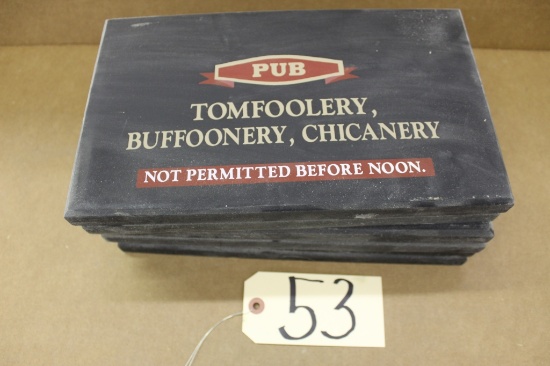 PUB
TOMFOOLERY,
BUFFOONERY, CHICANERY
NOT PERMITTED BEFORE NOON.
53